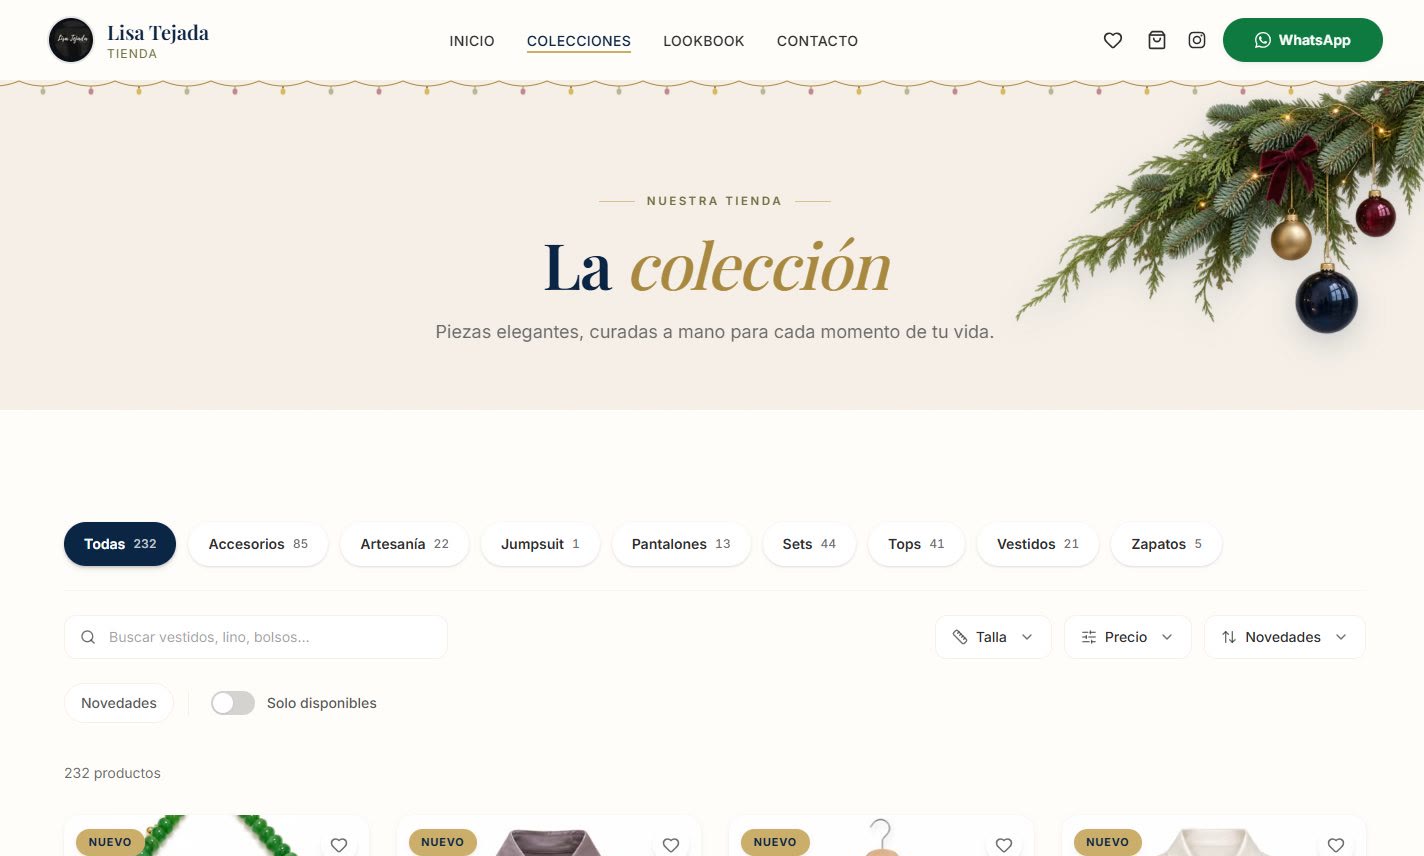 Lisa Tejada
Lisa Tejada
TIENDA
INICIO
COLECCIONES
LOOKBOOK
CONTACTO
WhatsApp
NUESTRA TIENDA
La colección
Piezas elegantes, curadas a mano para cada momento de tu vida.
Todas 232
Accesorios 85
Artesanía 22
Jumpsuit 1
Pantalones 13
Sets 44
Tops 41
Vestidos 21
Zapatos 5
Buscar vestidos, lino, bolsos...
Talla
Precio
Novedades
Novedades
Solo disponibles
232 productos
NUEVO
NUEVO
NUEVO
NUEVO